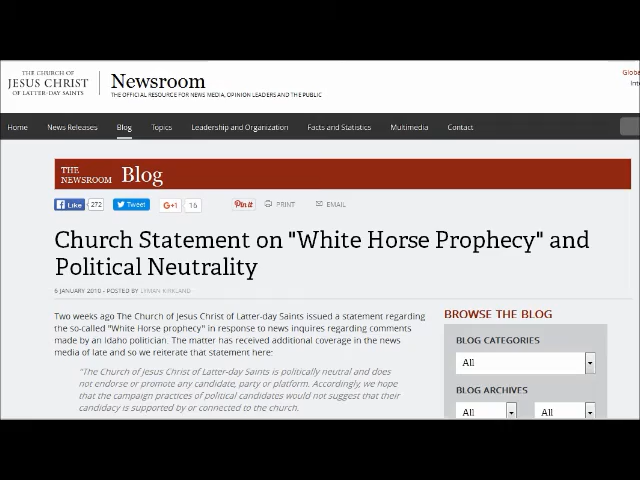 THE CHURCH OF
JESUS CHRIST
OF LATTER-DAY SAINTS
Newsroom
THE OFFICIAL RESOURCE FOR NEWS MEDIA, OPINION LEADERS AND THE PUBLIC
Globa
Inte
Home News Releases Blog Topics Leadership and Organization Facts and Statistics Multimedia Contact
THE
NEWSROOM Blog
Like 272 Tweet +1 16 Pin it PRINT EMAIL
Church Statement on "White Horse Prophecy" and
Political Neutrality
6 JANUARY 2010 - POSTED BY LYMAN KIRKLAND
Two weeks ago The Church of Jesus Christ of Latter-day Saints issued a statement regarding
the so-called "White Horse prophecy" in response to news inquires regarding comments
made by an Idaho politician. The matter has received additional coverage in the news
media of late and so we reiterate that statement here:
"The Church of Jesus Christ of Latter-day Saints is politically neutral and does
not endorse or promote any candidate, party or platform. Accordingly, we hope
that the campaign practices of political candidates would not suggest that their
candidacy is supported by or connected to the church.
BROWSE THE BLOG
BLOG CATEGORIES
All
BLOG ARCHIVES
All All